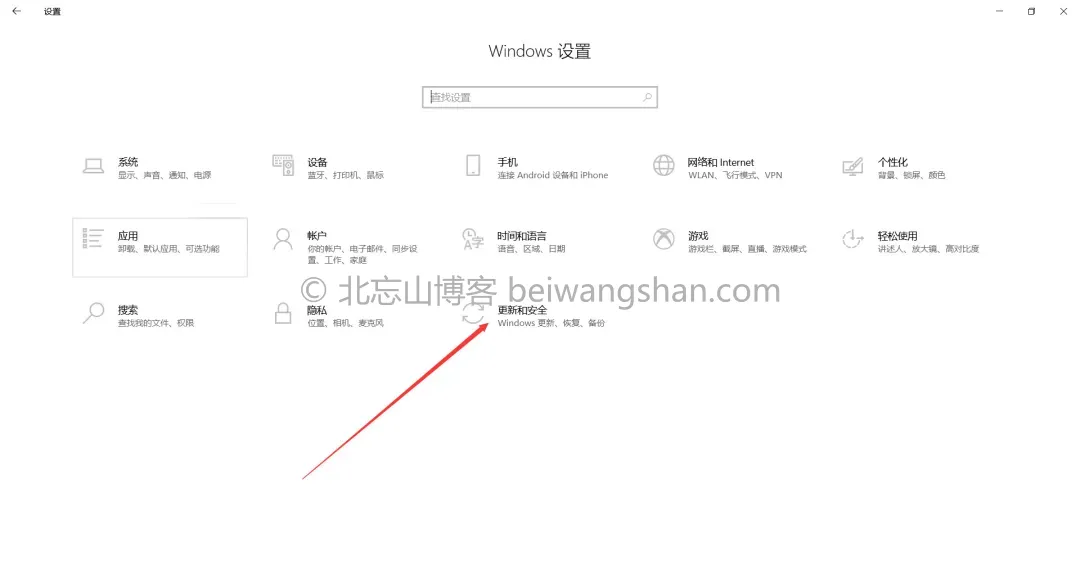 设置
Windows 设置
查找设置
系统
显示、声音、通知、电源
设备
蓝牙、打印机、鼠标
手机
连接 Android 设备和 iPhone
网络和 Internet
WLAN、飞行模式、VPN
个性化
背景、锁屏、颜色
应用
卸载、默认应用、可选功能
帐户
你的帐户、电子邮件、同步设
置、工作、家庭
时间和语言
语音、区域、日期
游戏
游戏栏、截屏、直播、游戏模式
轻松使用
讲述人、放大镜、高对比度
© 北忘山博客 beiwangshan.com
搜索
查找我的文件、权限
隐私
位置、相机、麦克风
更新和安全
Windows 更新、恢复、备份